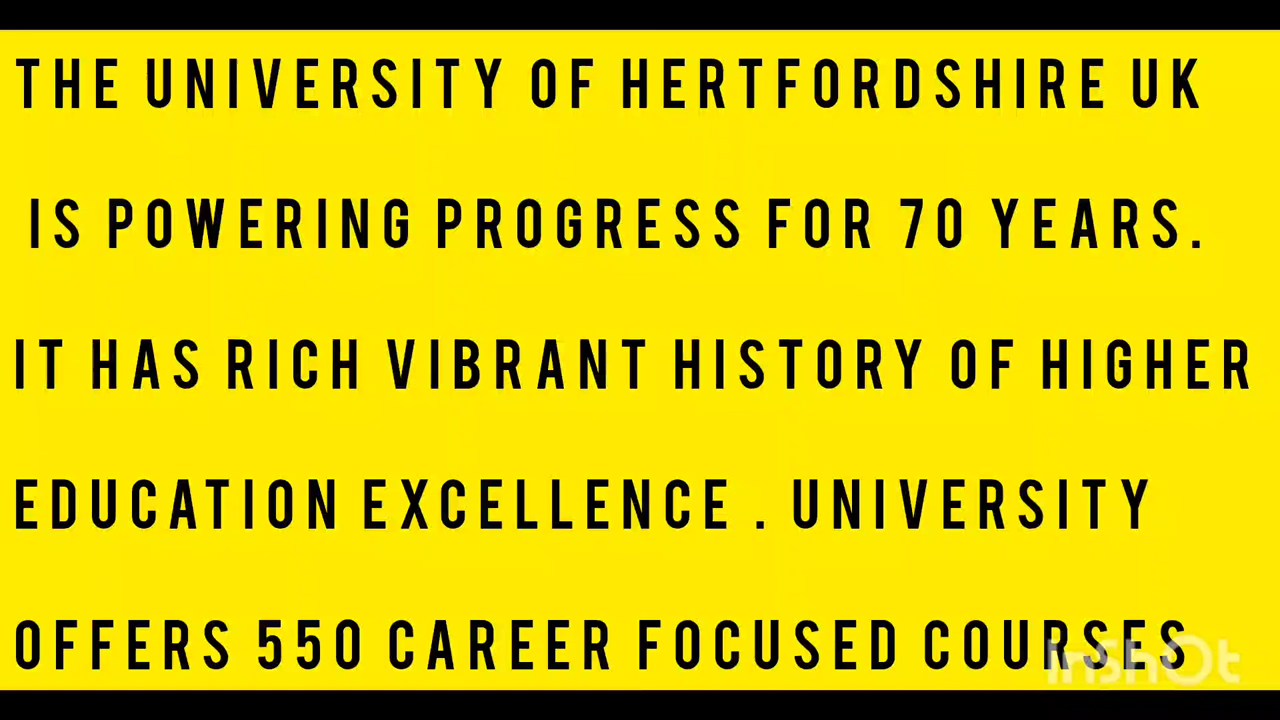 THE UNIVERSITY OF HERTFORDSHIRE UK
IS POWERING PROGRESS FOR 70 YEARS.
IT HAS RICH VIBRANT HISTORY OF HIGHER
EDUCATION EXCELLENCE . UNIVERSITY
OFFERS 550 CAREER FOCUSED COURSES
InShOt